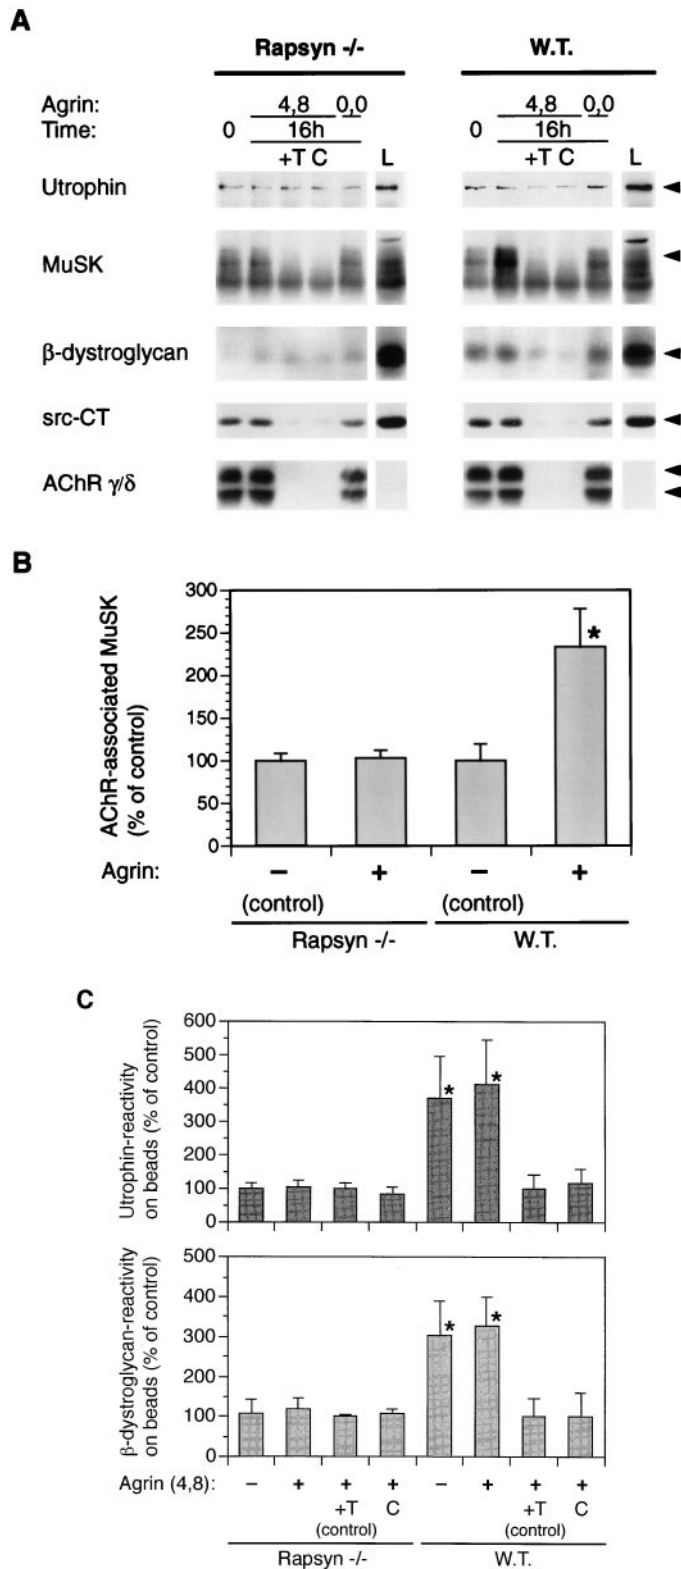 A
Rapsyn -/- W.T.
Agrin: 4,8 0,0 4,8 0,0
Time: 0 16h 0 16h
+T C L +T C L
Utrophin
MuSK
β-dystroglycan
src-CT
AChR γ/δ
B
AChR-associated MuSK
(% of control)
300
250
200
150
100
50
0
*
Agrin: – + – +
(control) (control)
Rapsyn -/- W.T.
C
Utrophin-reactivity
on beads (% of control)
600
500
400
300
200
100
0
* *
β-dystroglycan-reactivity
on beads (% of control)
500
400
300
200
100
0
* *
Agrin (4,8): – + + + – + + +
+T C +T C
(control) (control)
Rapsyn -/- W.T.